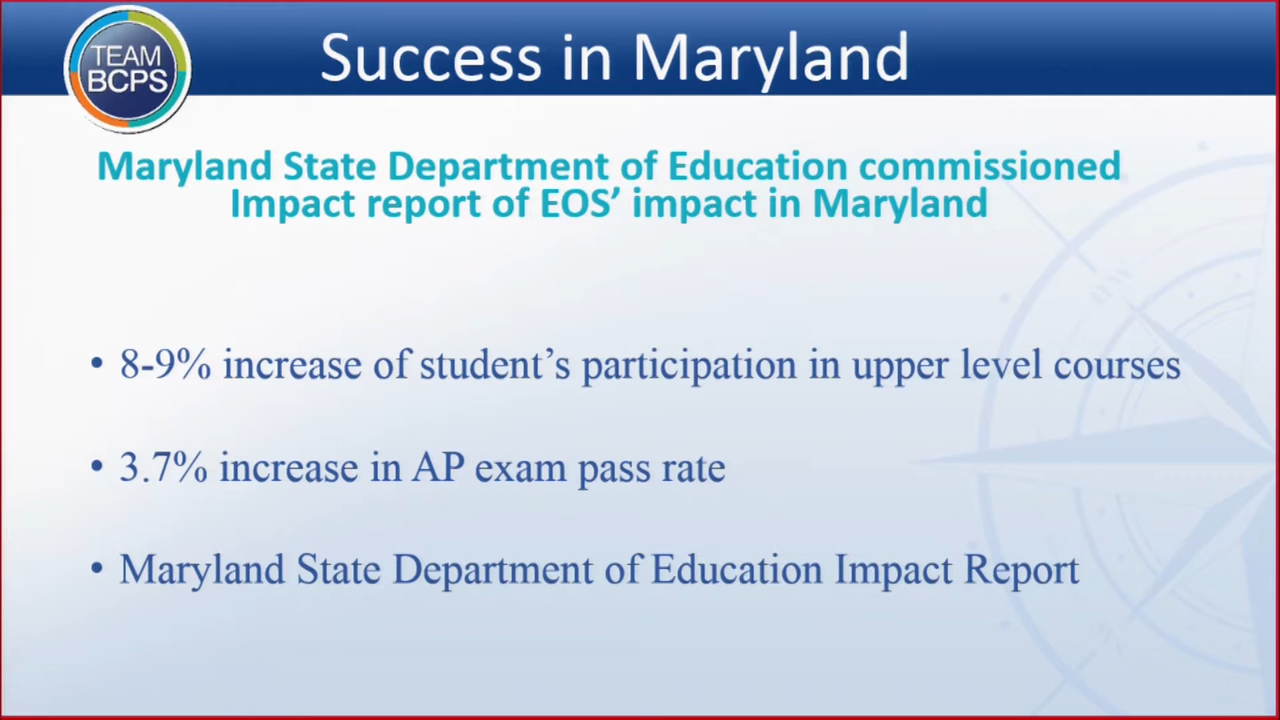 TEAM
BCPS
Success in Maryland
Maryland State Department of Education commissioned
Impact report of EOS’ impact in Maryland
• 8-9% increase of student’s participation in upper level courses
• 3.7% increase in AP exam pass rate
• Maryland State Department of Education Impact Report